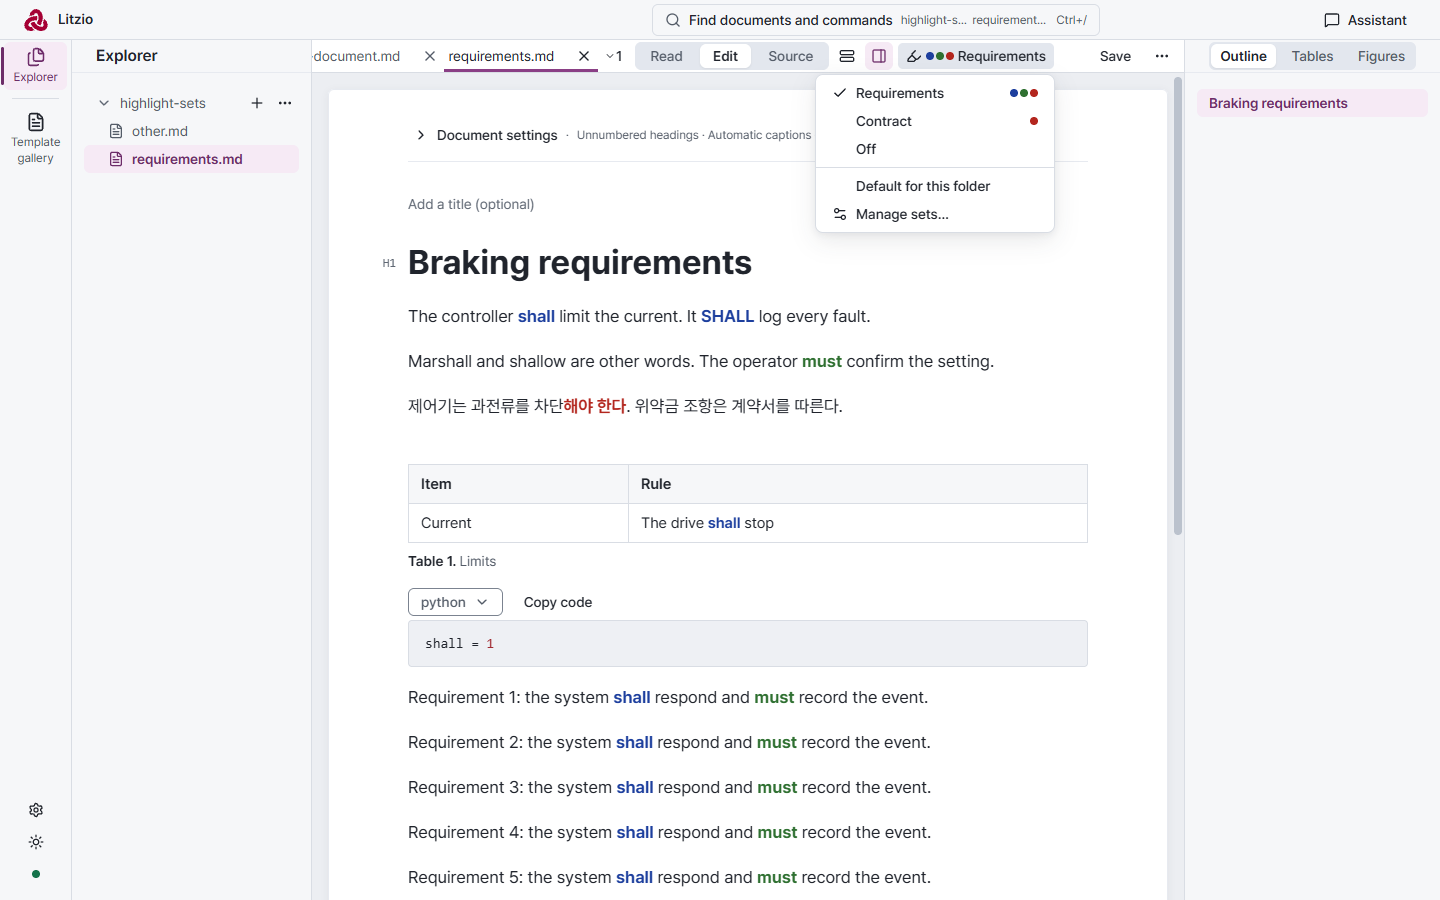 Litzio
Find documents and commands highlight-s... requirement... Ctrl+/
Assistant
Explorer
Template gallery
Explorer
highlight-sets
other.md
requirements.md
-document.md
requirements.md
1
Read
Edit
Source
Requirements
Save
Requirements
Contract
Off
Default for this folder
Manage sets...
Document settings · Unnumbered headings · Automatic captions
Add a title (optional)
H1 Braking requirements
The controller shall limit the current. It SHALL log every fault.
Marshall and shallow are other words. The operator must confirm the setting.
제어기는 과전류를 차단해야 한다. 위약금 조항은 계약서를 따른다.
Item Rule
Current The drive shall stop
Table 1. Limits
python Copy code
shall = 1
Requirement 1: the system shall respond and must record the event.
Requirement 2: the system shall respond and must record the event.
Requirement 3: the system shall respond and must record the event.
Requirement 4: the system shall respond and must record the event.
Requirement 5: the system shall respond and must record the event.
Outline
Tables
Figures
Braking requirements